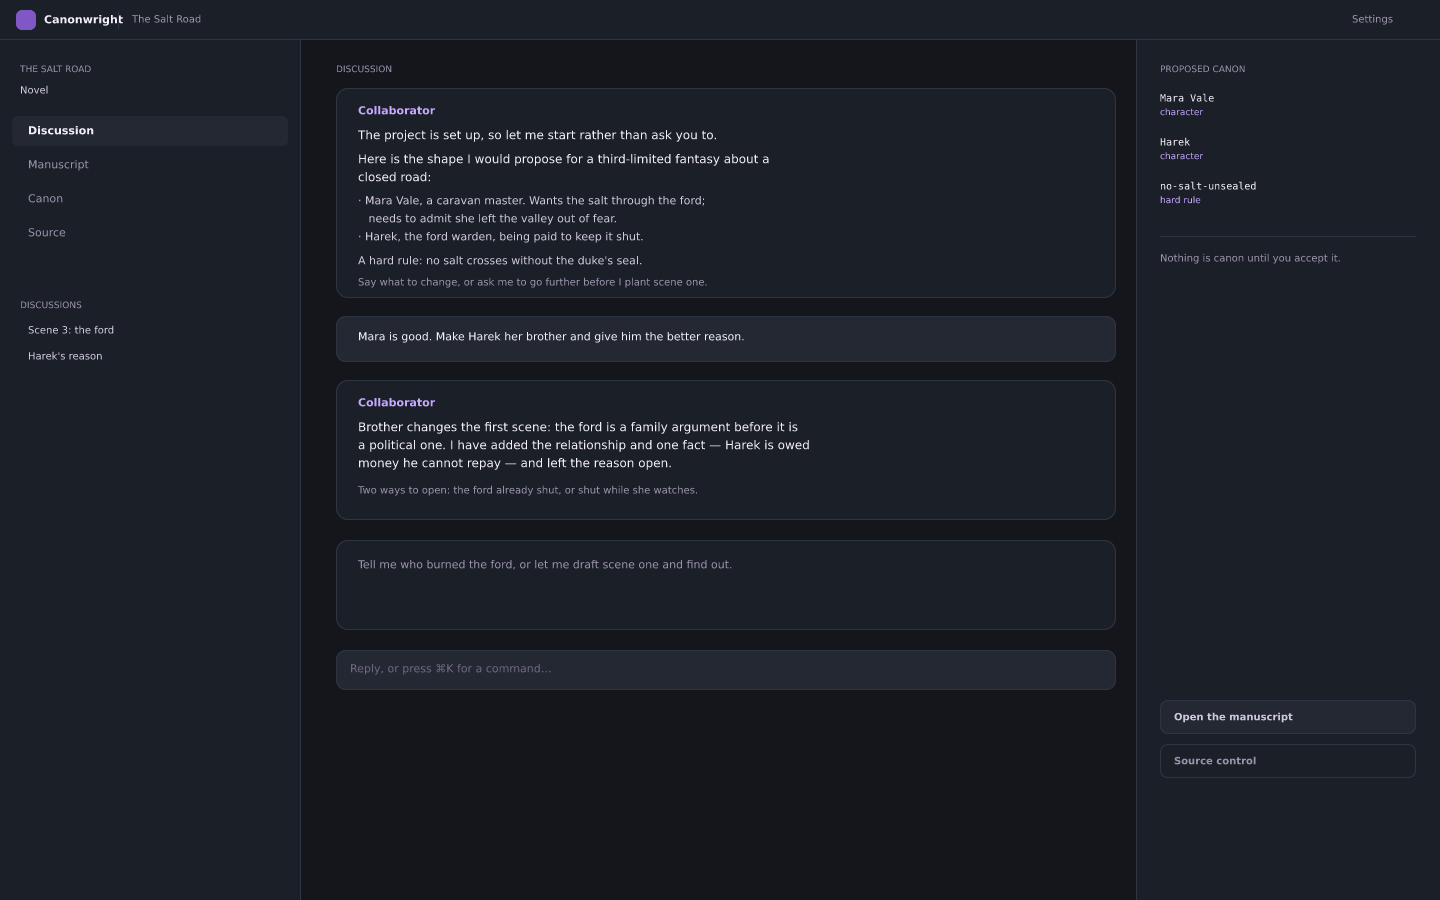 Canonwright The Salt Road
Settings
THE SALT ROAD
Novel
Discussion
Manuscript
Canon
Source
DISCUSSIONS
Scene 3: the ford
Harek's reason
DISCUSSION
Collaborator
The project is set up, so let me start rather than ask you to.
Here is the shape I would propose for a third-limited fantasy about a
closed road:
· Mara Vale, a caravan master. Wants the salt through the ford;
needs to admit she left the valley out of fear.
· Harek, the ford warden, being paid to keep it shut.
A hard rule: no salt crosses without the duke's seal.
Say what to change, or ask me to go further before I plant scene one.
Mara is good. Make Harek her brother and give him the better reason.
Collaborator
Brother changes the first scene: the ford is a family argument before it is
a political one. I have added the relationship and one fact — Harek is owed
money he cannot repay — and left the reason open.
Two ways to open: the ford already shut, or shut while she watches.
Tell me who burned the ford, or let me draft scene one and find out.
Reply, or press ⌘K for a command...
PROPOSED CANON
Mara Vale
character
Harek
character
no-salt-unsealed
hard rule
Nothing is canon until you accept it.
Open the manuscript
Source control